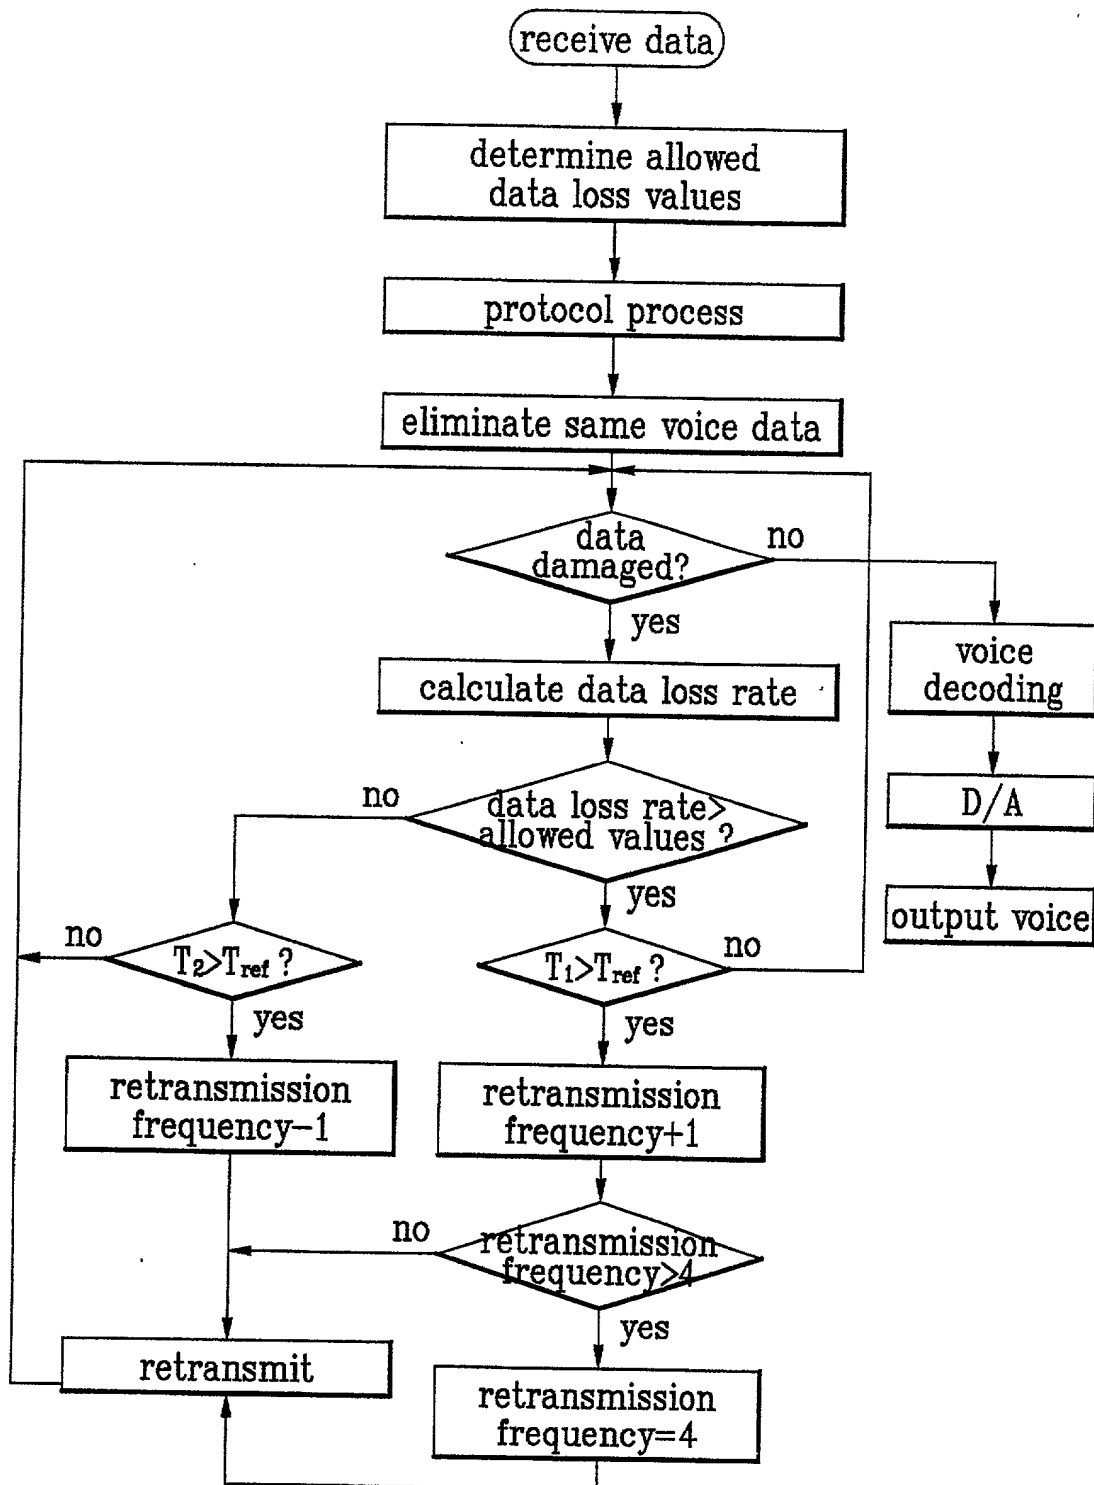 receive data
determine allowed
data loss values
protocol process
eliminate same voice data
data
damaged?
no
yes
voice
decoding
calculate data loss rate
D/A
no
data loss rate>
allowed values ?
yes
output voice
no
T2>Tref ?
T1>Tref ?
no
yes
yes
retransmission
frequency-1
retransmission
frequency+1
no
retransmission
frequency>4
yes
retransmit
retransmission
frequency=4